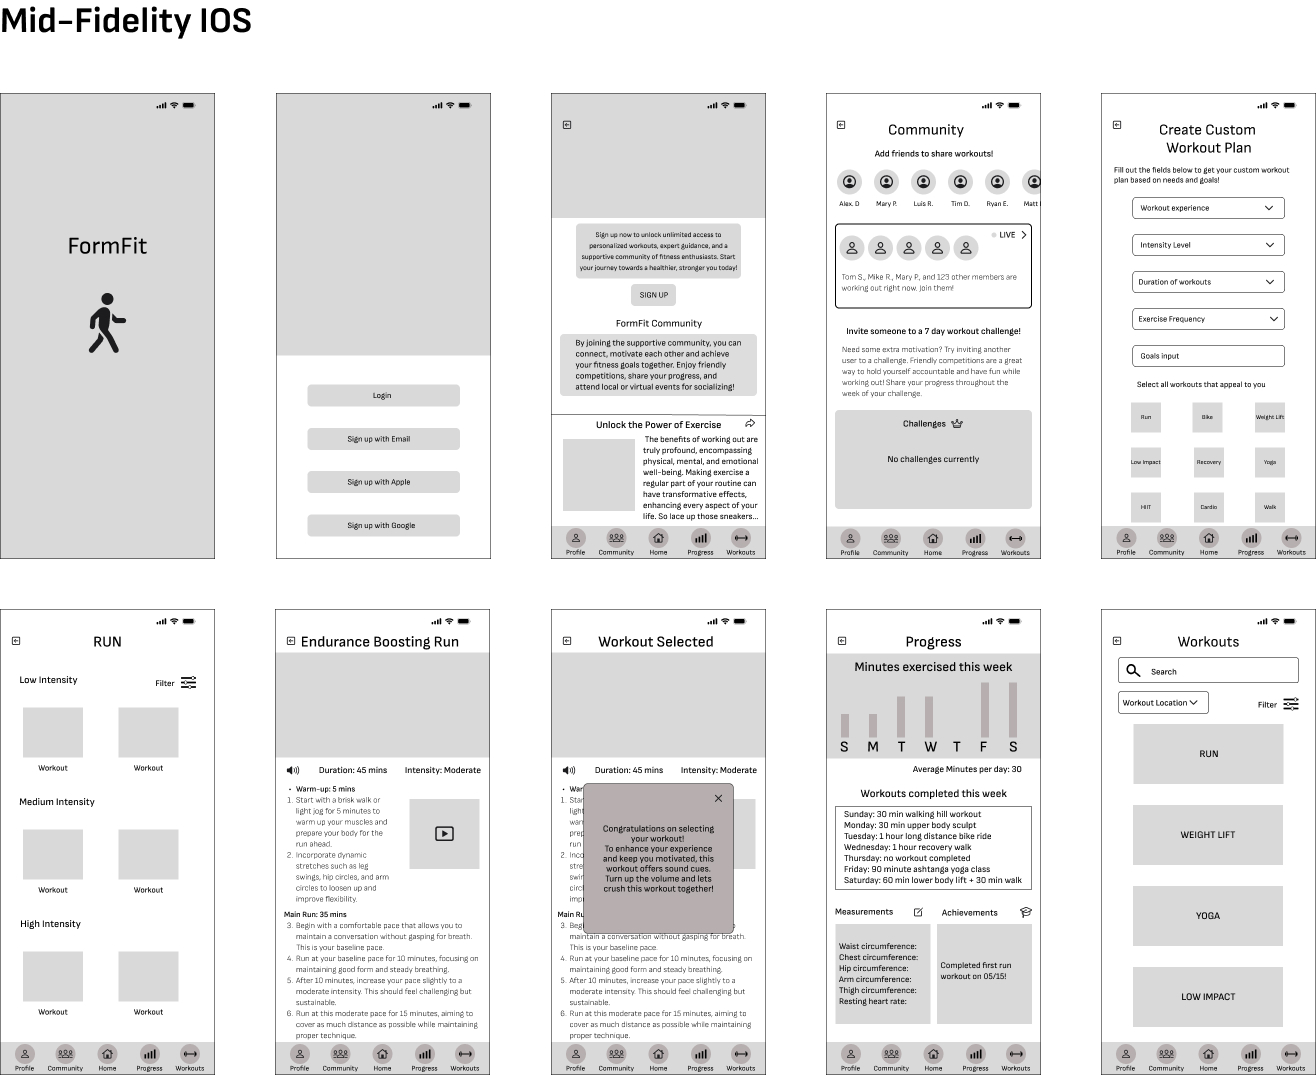 Mid-Fidelity IOS
FormFit
Login
Sign up with Email
Sign up with Apple
Sign up with Google
Sign up now to unlock unlimited access to
personalized workouts, expert guidance, and a
supportive community of fitness enthusiasts. Start
your journey towards a healthier, stronger you today!
SIGN UP
FormFit Community
By joining the supportive community, you can
connect, motivate each other and achieve
your fitness goals together. Enjoy friendly
competitions, share your progress, and
attend local or virtual events for socializing!
Unlock the Power of Exercise
The benefits of working out are
truly profound, encompassing
physical, mental, and emotional
well-being. Making exercise a
regular part of your routine can
have transformative effects,
enhancing every aspect of your
life. So lace up those sneakers...
Profile Community Home Progress Workouts
Community
Add friends to share workouts!
Alex. D Mary P. Luis R. Tim D. Ryan E. Matt
LIVE
Tom S., Mike R., Mary P., and 123 other members are
working out right now. Join them!
Invite someone to a 7 day workout challenge!
Need some extra motivation? Try inviting another
user to a challenge. Friendly competitions are a great
way to hold yourself accountable and have fun while
working out! Share your progress throughout the
week of your challenge.
Challenges
No challenges currently
Profile Community Home Progress Workouts
Create Custom
Workout Plan
Fill out the fields below to get your custom workout
plan based on needs and goals!
Workout experience
Intensity Level
Duration of workouts
Exercise Frequency
Goals input
Select all workouts that appeal to you
Run Bike Weight Lift
Low Impact Recovery Yoga
HIIT Cardio Walk
Profile Community Home Progress Workouts
RUN
Low Intensity
Filter
Workout Workout
Medium Intensity
Workout Workout
High Intensity
Workout Workout
Profile Community Home Progress Workouts
Endurance Boosting Run
Duration: 45 mins Intensity: Moderate
• Warm-up: 5 mins
1. Start with a brisk walk or
light jog for 5 minutes to
warm up your muscles and
prepare your body for the
run ahead.
2. Incorporate dynamic
stretches such as leg
swings, hip circles, and arm
circles to loosen up and
improve flexibility.
Main Run: 35 mins
3. Begin with a comfortable pace that allows you to
maintain a conversation without gasping for breath.
This is your baseline pace.
4. Run at your baseline pace for 10 minutes, focusing on
maintaining good form and steady breathing.
5. After 10 minutes, increase your pace slightly to a
moderate intensity. This should feel challenging but
sustainable.
6. Run at this moderate pace for 15 minutes, aiming to
cover as much distance as possible while maintaining
proper technique.
Profile Community Home Progress Workouts
Workout Selected
Duration: 45 mins Intensity: Moderate
• War
1. Star
light
warr
prep
run
2. Inco
stre
swin
circl
impr
Main Ru
Congratulations on selecting
your workout!
To enhance your experience
and keep you motivated, this
workout offers sound cues.
Turn up the volume and lets
crush this workout together!
3. Begi
maintain a conversation without gasping for breath.
This is your baseline pace.
4. Run at your baseline pace for 10 minutes, focusing on
maintaining good form and steady breathing.
5. After 10 minutes, increase your pace slightly to a
moderate intensity. This should feel challenging but
sustainable.
6. Run at this moderate pace for 15 minutes, aiming to
cover as much distance as possible while maintaining
proper technique.
Profile Community Home Progress Workouts
Progress
Minutes exercised this week
S M T W T F S
Average Minutes per day: 30
Workouts completed this week
Sunday: 30 min walking hill workout
Monday: 30 min upper body sculpt
Tuesday: 1 hour long distance bike ride
Wednesday: 1 hour recovery walk
Thursday: no workout completed
Friday: 90 minute ashtanga yoga class
Saturday: 60 min lower body lift + 30 min walk
Measurements
Waist circumference:
Chest circumference:
Hip circumference:
Arm circumference:
Thigh circumference:
Resting heart rate:
Achievements
Completed first run
workout on 05/15!
Profile Community Home Progress Workouts
Workouts
Search
Workout Location
Filter
RUN
WEIGHT LIFT
YOGA
LOW IMPACT
Profile Community Home Progress Workouts